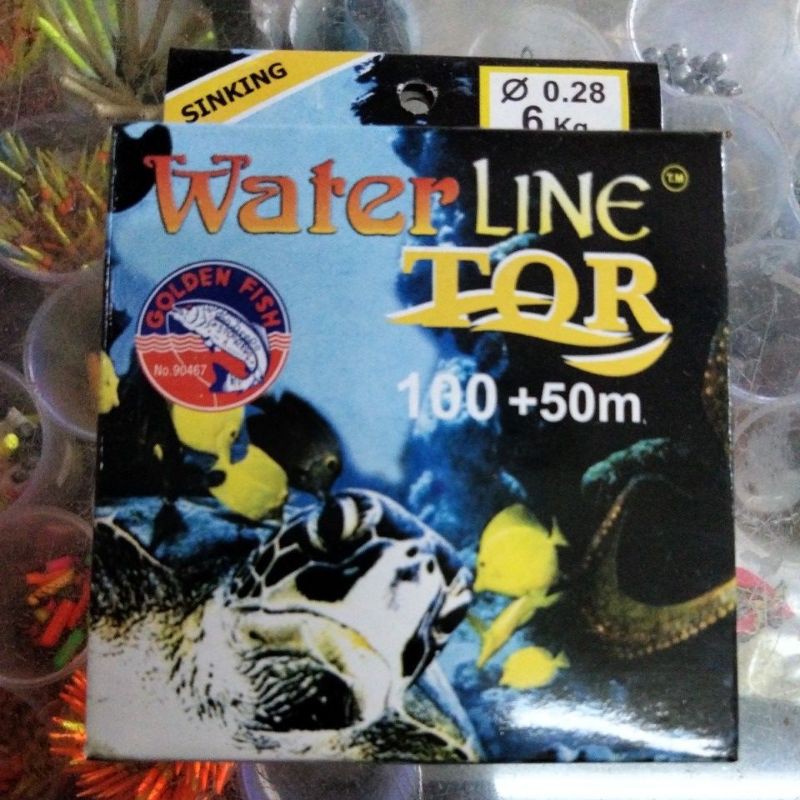 SINKING
Ø 0.28
6 Kg
Water LINE TM
TQR
GOLDEN FISH
No.90467
100 +50m